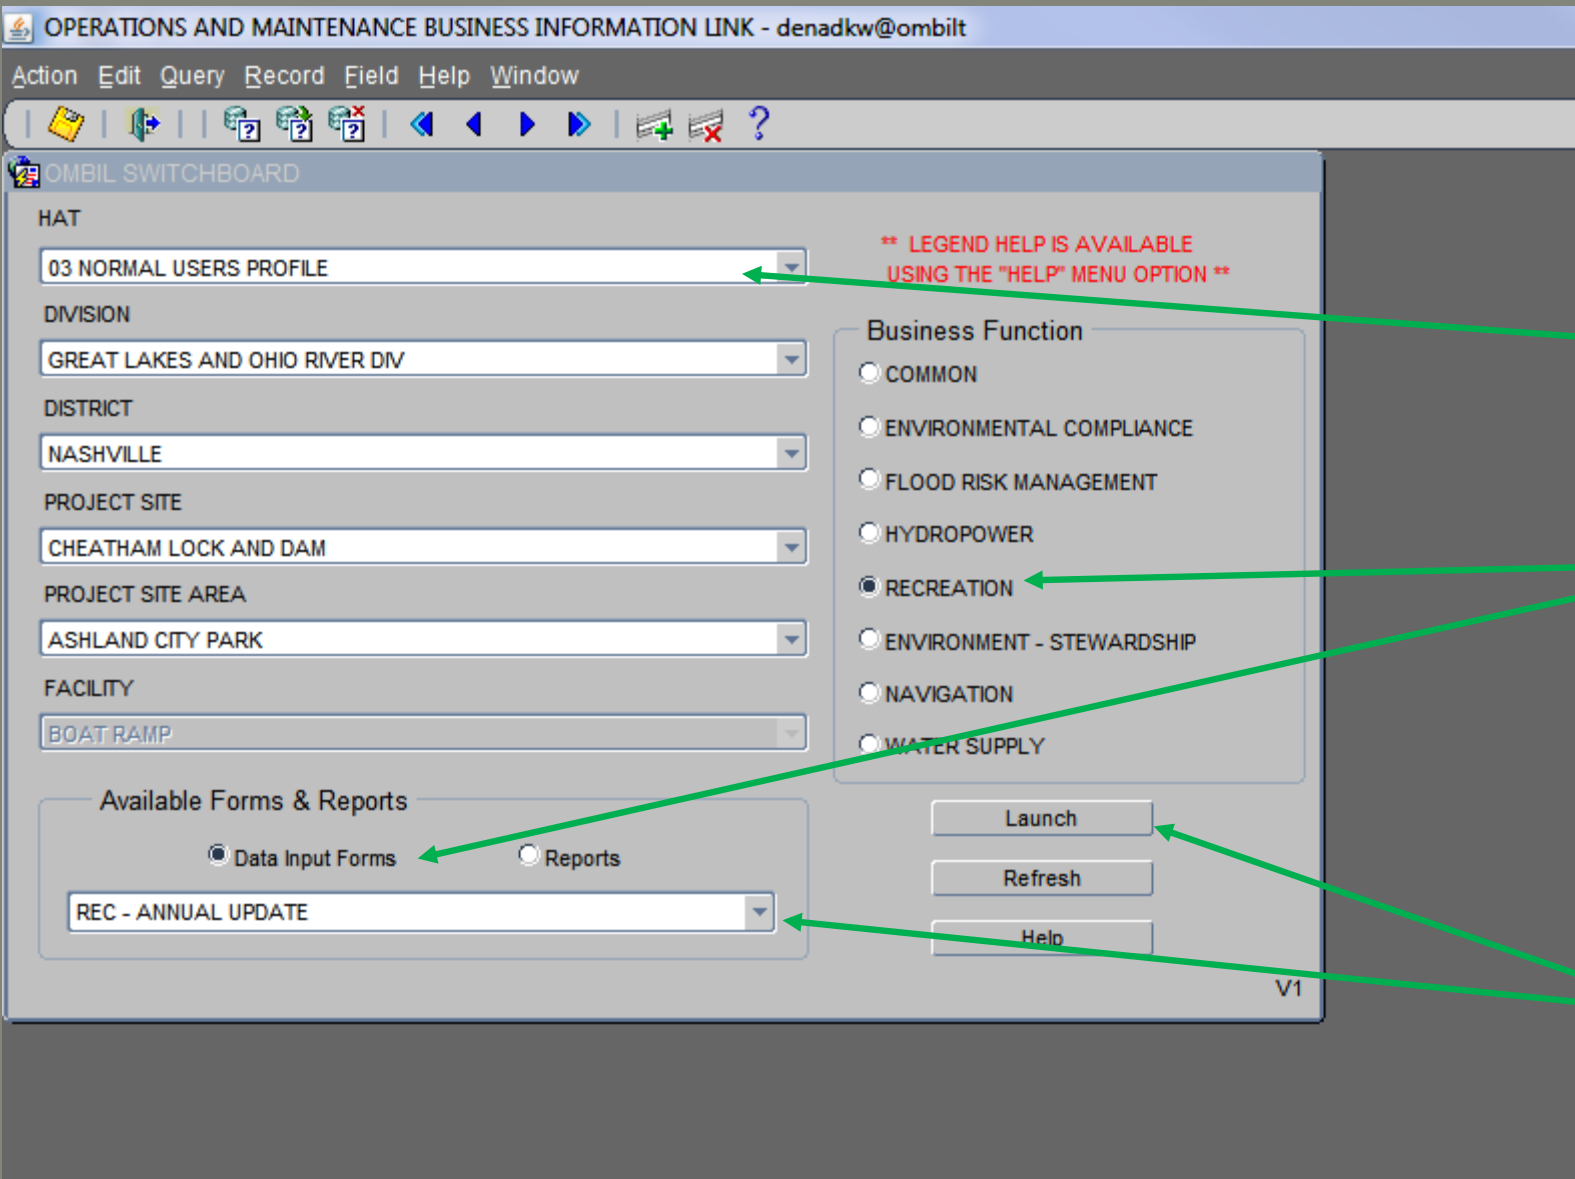 OPERATIONS AND MAINTENANCE BUSINESS INFORMATION LINK - denadkw@ombilt
Action Edit Query Record Field Help Window
OMBIL SWITCHBOARD
HAT
03 NORMAL USERS PROFILE
DIVISION
GREAT LAKES AND OHIO RIVER DIV
DISTRICT
NASHVILLE
PROJECT SITE
CHEATHAM LOCK AND DAM
PROJECT SITE AREA
ASHLAND CITY PARK
FACILITY
BOAT RAMP
** LEGEND HELP IS AVAILABLE
USING THE "HELP" MENU OPTION **
Business Function
COMMON
ENVIRONMENTAL COMPLIANCE
FLOOD RISK MANAGEMENT
HYDROPOWER
RECREATION
ENVIRONMENT - STEWARDSHIP
NAVIGATION
WATER SUPPLY
Available Forms & Reports
Data Input Forms Reports
REC - ANNUAL UPDATE
Launch
Refresh
Help
V1